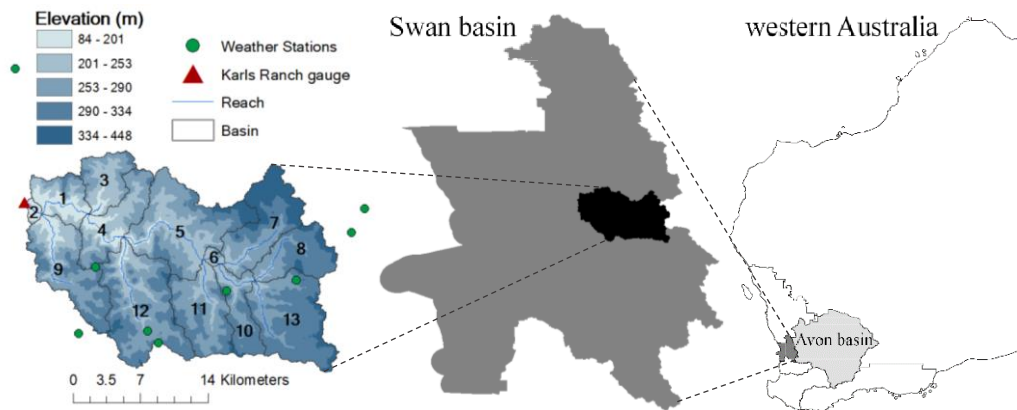 Elevation (m)
84 - 201
201 - 253
253 - 290
290 - 334
334 - 448
Weather Stations
Karls Ranch gauge
Reach
Basin
Swan basin
western Australia
3
1
2
4
5
7
6
8
9
12
11
10
13
0 3.5 7 14 Kilometers
Avon basin